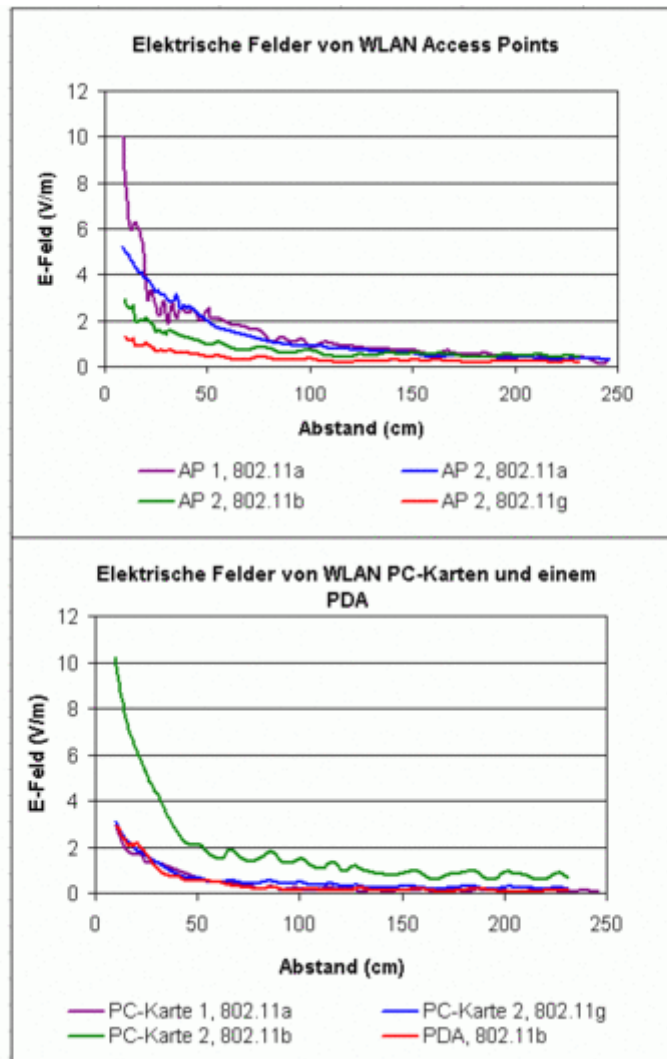 Elektrische Felder von WLAN Access Points
12
10
8
6
4
2
0
E-Feld (V/m)
0 50 100 150 200 250
Abstand (cm)
AP 1, 802.11a AP 2, 802.11a
AP 2, 802.11b AP 2, 802.11g
Elektrische Felder von WLAN PC-Karten und einem
PDA
12
10
8
6
4
2
0
E-Feld (V/m)
0 50 100 150 200 250
Abstand (cm)
PC-Karte 1, 802.11a PC-Karte 2, 802.11g
PC-Karte 2, 802.11b PDA, 802.11b